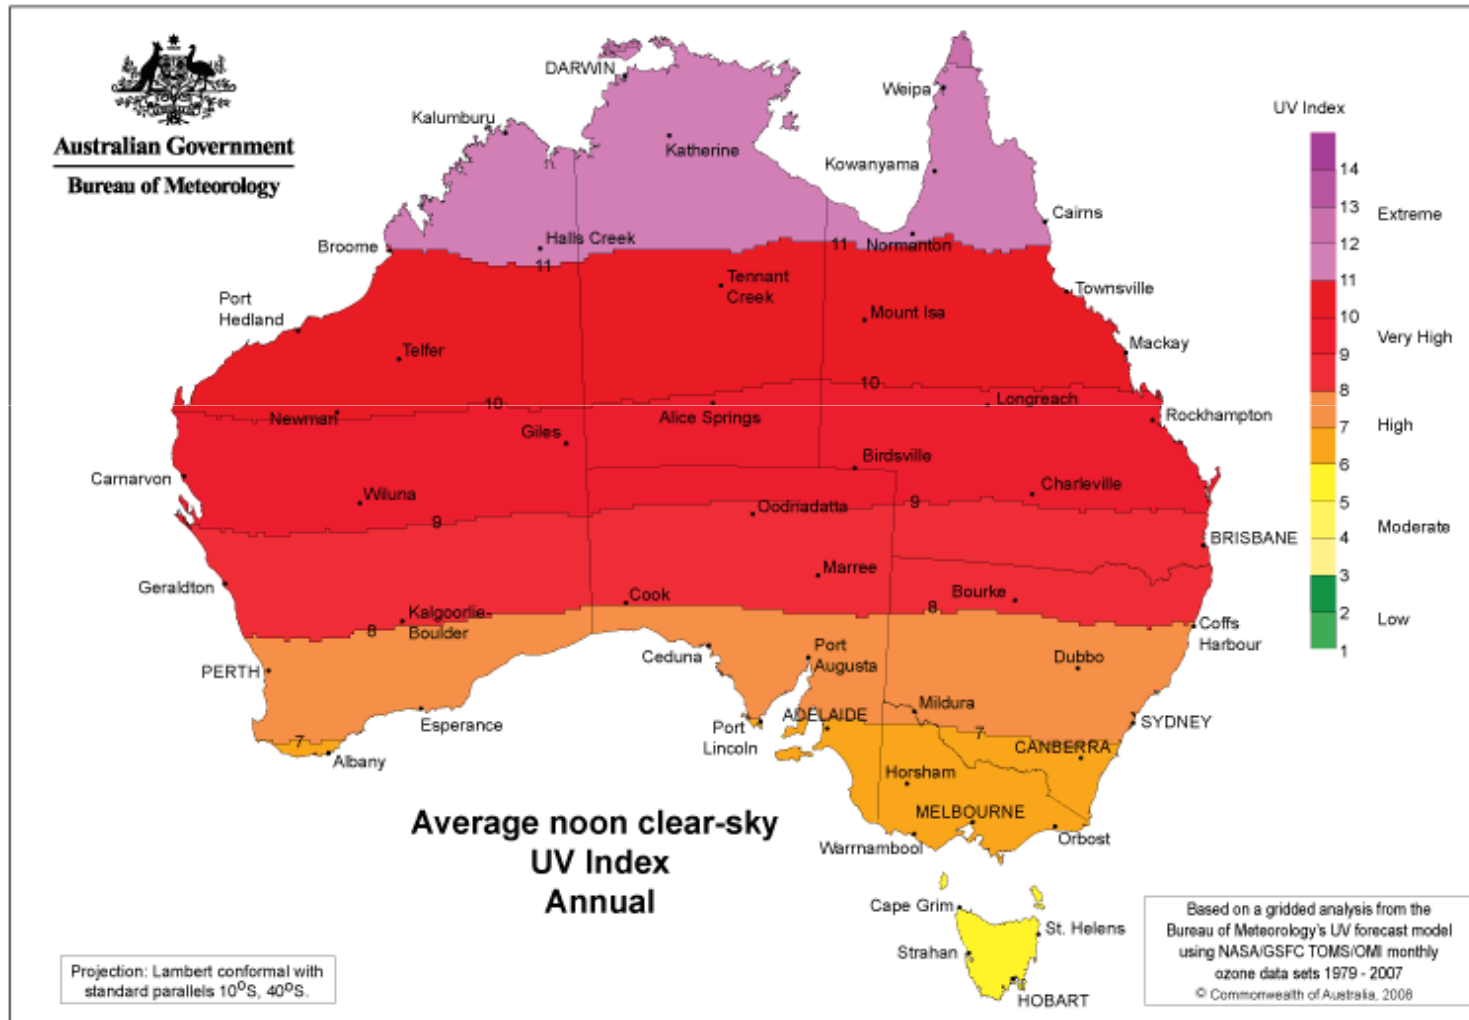 Australian Government
Bureau of Meteorology
DARWIN
Weipa
Kalumburu
Katherine
Kowanyama
Cairns
Broome
Halls Creek
11
11
Normanton
Tennant
Creek
Townsville
Port
Hedland
Mount Isa
Telfer
Mackay
10
10
Newman
Alice Springs
Longreach
Rockhampton
Giles
Birdsville
Carnarvon
Wiluna
Charleville
9
9
Oodnadatta
BRISBANE
Geraldton
Marree
Cook
Bourke
8
8
Kalgoorlie-
Boulder
Coffs
Harbour
PERTH
Ceduna
Port
Augusta
Dubbo
Esperance
Mildura
Port
Lincoln
ADELAIDE
SYDNEY
7
7
Albany
CANBERRA
Horsham
MELBOURNE
Warrnambool
Orbost
Cape Grim
St. Helens
Strahan
HOBART
UV Index
14
13
Extreme
12
11
10
Very High
9
8
7
High
6
5
Moderate
4
3
2
Low
1
Average noon clear-sky
UV Index
Annual
Projection: Lambert conformal with
standard parallels 10°S, 40°S.
Based on a gridded analysis from the
Bureau of Meteorology's UV forecast model
using NASA/GSFC TOMS/OMI monthly
ozone data sets 1979 - 2007
© Commonwealth of Australia, 2008